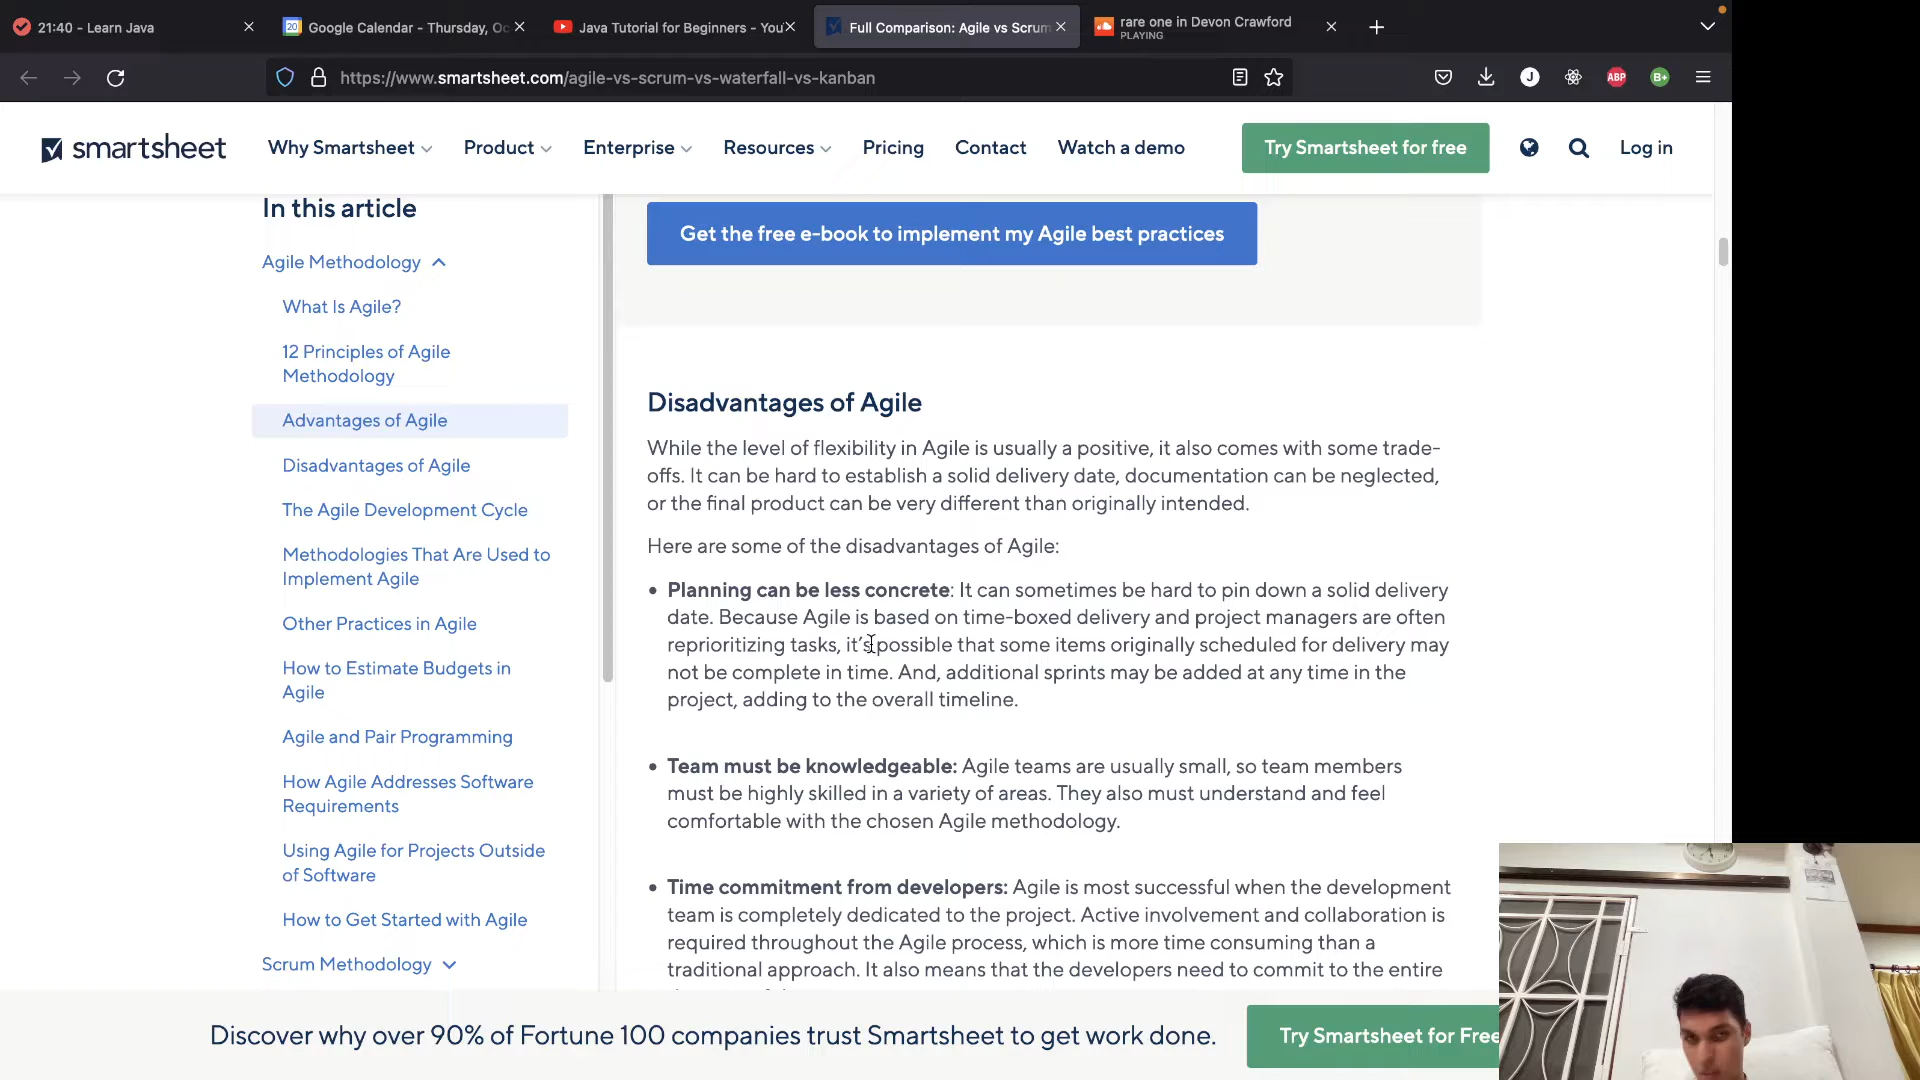 21:40 - Learn Java
20
Google Calendar - Thursday, Oc
Java Tutorial for Beginners - You
Full Comparison: Agile vs Scrum
rare one in Devon Crawford
PLAYING
https://www.smartsheet.com/agile-vs-scrum-vs-waterfall-vs-kanban
J
ABP
B+
smartsheet
Why Smartsheet
Product
Enterprise
Resources
Pricing
Contact
Watch a demo
Try Smartsheet for free
Log in
In this article
Agile Methodology
What Is Agile?
12 Principles of Agile
Methodology
Advantages of Agile
Disadvantages of Agile
The Agile Development Cycle
Methodologies That Are Used to
Implement Agile
Other Practices in Agile
How to Estimate Budgets in
Agile
Agile and Pair Programming
How Agile Addresses Software
Requirements
Using Agile for Projects Outside
of Software
How to Get Started with Agile
Scrum Methodology
Get the free e-book to implement my Agile best practices
Disadvantages of Agile
While the level of flexibility in Agile is usually a positive, it also comes with some trade-
offs. It can be hard to establish a solid delivery date, documentation can be neglected,
or the final product can be very different than originally intended.
Here are some of the disadvantages of Agile:
• Planning can be less concrete: It can sometimes be hard to pin down a solid delivery
date. Because Agile is based on time-boxed delivery and project managers are often
reprioritizing tasks, it's possible that some items originally scheduled for delivery may
not be complete in time. And, additional sprints may be added at any time in the
project, adding to the overall timeline.
• Team must be knowledgeable: Agile teams are usually small, so team members
must be highly skilled in a variety of areas. They also must understand and feel
comfortable with the chosen Agile methodology.
• Time commitment from developers: Agile is most successful when the development
team is completely dedicated to the project. Active involvement and collaboration is
required throughout the Agile process, which is more time consuming than a
traditional approach. It also means that the developers need to commit to the entire
Discover why over 90% of Fortune 100 companies trust Smartsheet to get work done.
Try Smartsheet for Free